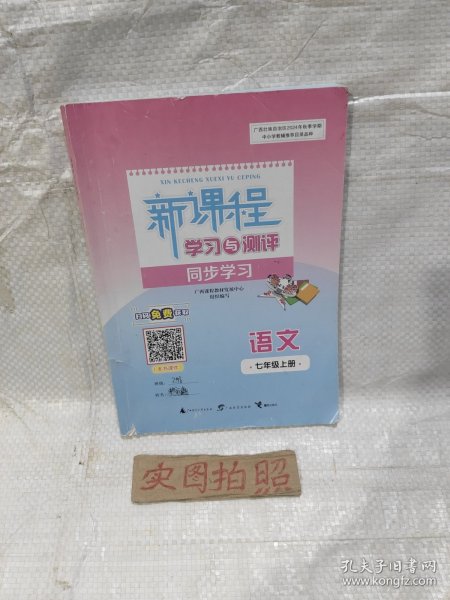 广西壮族自治区2024年秋季学期
中小学教辅推荐目录品种
XIN KECHENG XUEXI YU CEPING
新课程
学习与测评
同步学习
广西课程教材发展中心
组织编写
扫码免费获取
语文
七年级上册
班级：
姓名：
实图拍照
孔夫子旧书网
www.kongfz.com